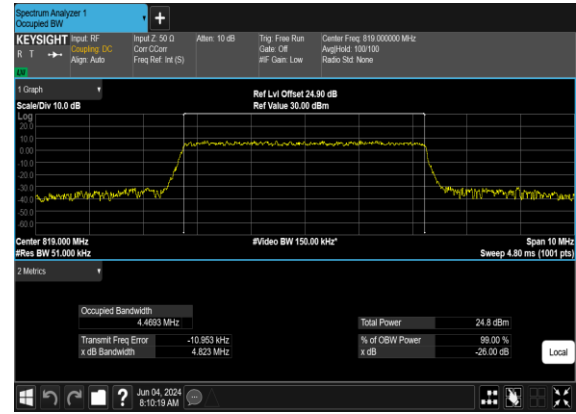 Spectrum Analyzer 1
Occupied BW
+
KEYSIGHT Input: RF Input Z: 50 Ω Atten: 10 dB Trig: Free Run Center Freq: 819.000000 MHz
R T Coupling: DC Corr CCorr Gate: Off Avg|Hold: 100/100
Align: Auto Freq Ref: Int (S) #IF Gain: Low Radio Std: None
LXI
1 Graph Ref Lvl Offset 24.90 dB
Scale/Div 10.0 dB Ref Value 30.00 dBm
Log
20.0
10.0
0.00
-10.0
-20.0
-30.0
-40.0
-50.0
-60.0
Center 819.000 MHz #Video BW 150.00 kHz* Span 10 MHz
#Res BW 51.000 kHz Sweep 4.80 ms (1001 pts)
2 Metrics
Occupied Bandwidth
4.4693 MHz Total Power 24.8 dBm
Transmit Freq Error -10.953 kHz % of OBW Power 99.00 %
x dB Bandwidth 4.823 MHz x dB -26.00 dB
Local
? Jun 04, 2024
8:10:19 AM